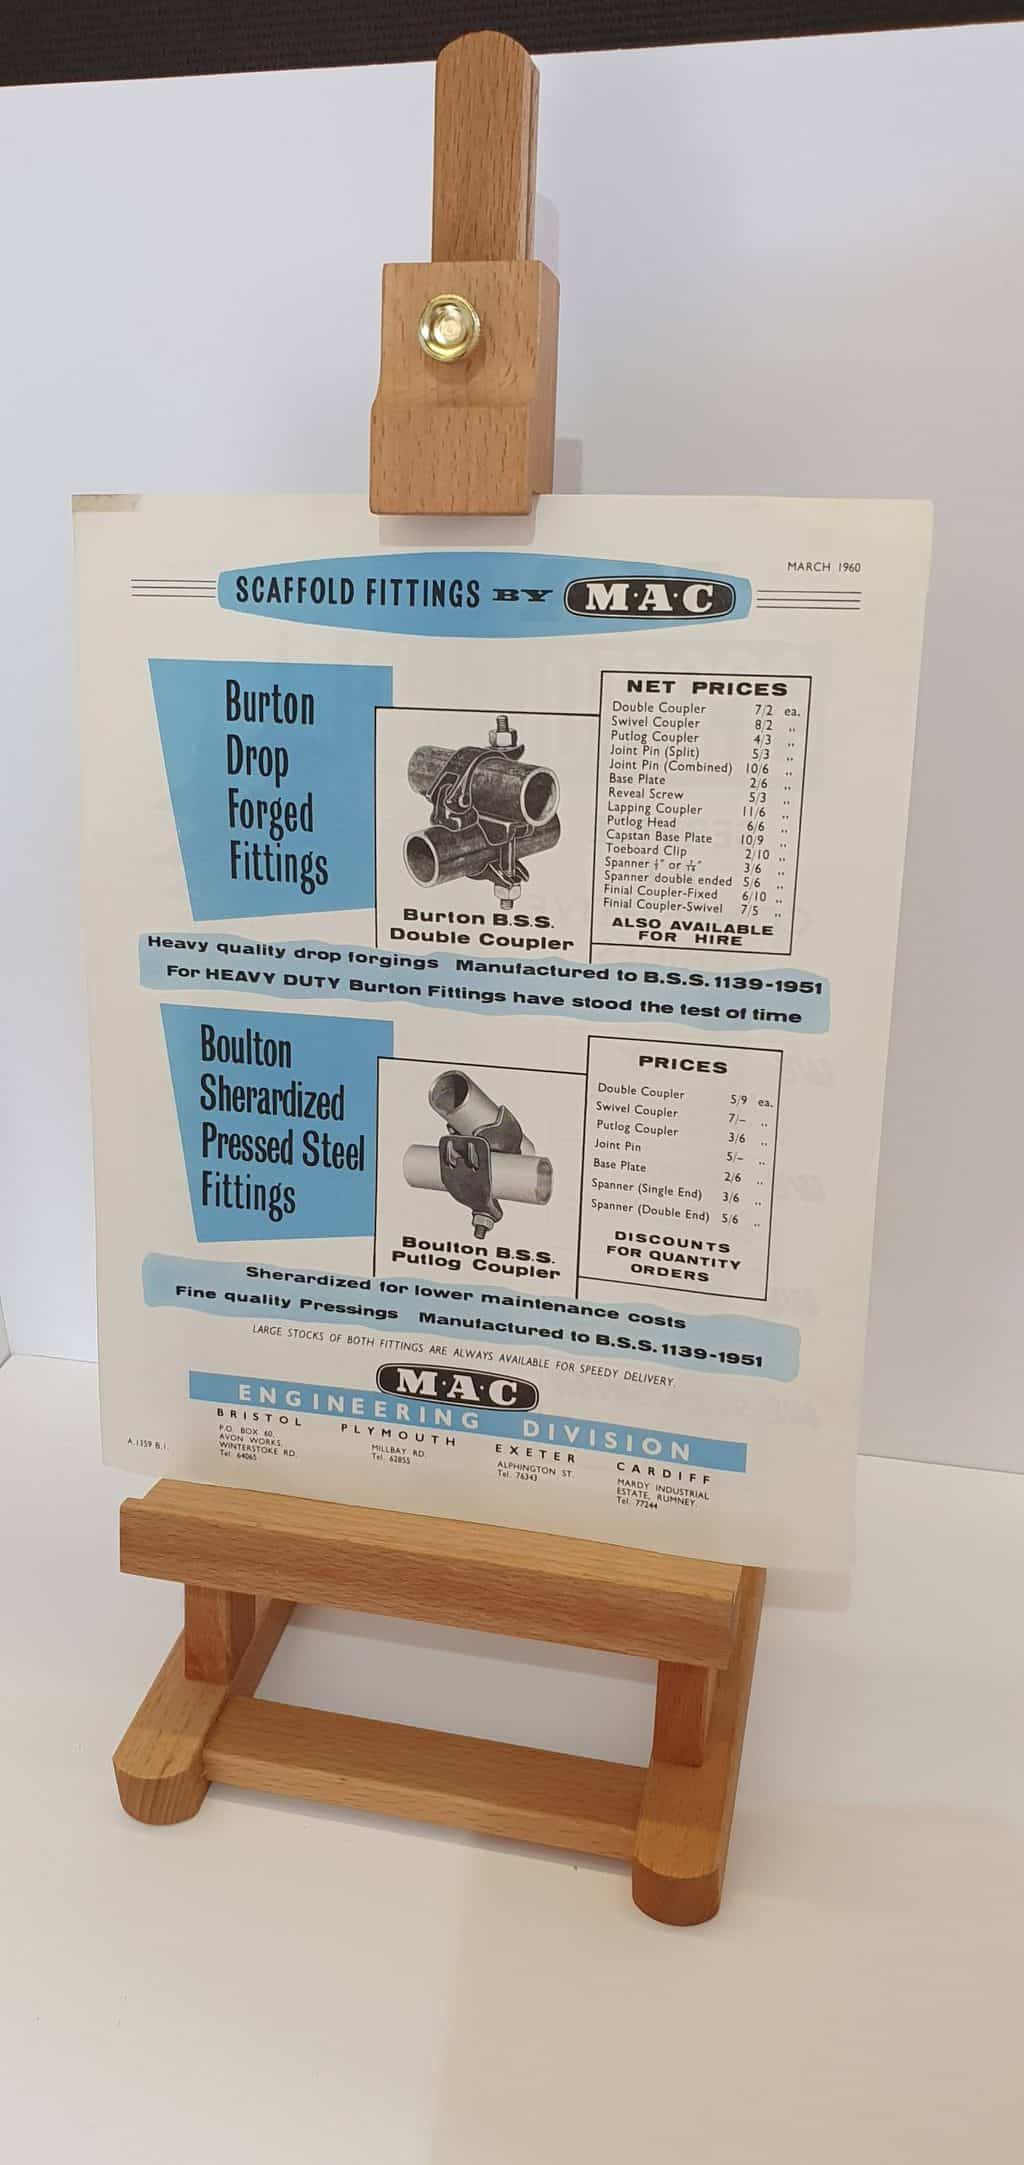 MARCH 1960
SCAFFOLD FITTINGS BY M·A·C
Burton
Drop
Forged
Fittings
Burton B.S.S.
Double Coupler
NET PRICES
Double Coupler 7/2 ea.
Swivel Coupler 8/2 ,,
Putlog Coupler 4/3 ,,
Joint Pin (Split) 5/3 ,,
Joint Pin (Combined) 10/6 ,,
Base Plate 2/6 ,,
Reveal Screw 5/3 ,,
Lapping Coupler 11/6 ,,
Putlog Head 6/6 ,,
Capstan Base Plate 10/9 ,,
Toeboard Clip 2/10 ,,
Spanner or 3/6 ,,
Spanner double ended 5/6 ,,
Finial Coupler-Fixed 6/10 ,,
Finial Coupler-Swivel 7/5 ,,
ALSO AVAILABLE
FOR HIRE
Heavy quality drop forgings Manufactured to B.S.S. 1139-1951
For HEAVY DUTY Burton Fittings have stood the test of time
Boulton
Sherardized
Pressed Steel
Fittings
Boulton B.S.S.
Putlog Coupler
PRICES
Double Coupler 5/9 ea.
Swivel Coupler 7/- ,,
Putlog Coupler 3/6 ,,
Joint Pin 5/- ,,
Base Plate 2/6 ,,
Spanner (Single End) 3/6 ,,
Spanner (Double End) 5/6 ,,
DISCOUNTS
FOR QUANTITY
ORDERS
Sherardized for lower maintenance costs
Fine quality Pressings Manufactured to B.S.S. 1139-1951
LARGE STOCKS OF BOTH FITTINGS ARE ALWAYS AVAILABLE FOR SPEEDY DELIVERY.
M·A·C
ENGINEERING DIVISION
BRISTOL
P.O. BOX 60,
AVON WORKS,
WINTERSTOKE RD.
Tel. 64065
PLYMOUTH
MILLBAY RD.
Tel. 62855
EXETER
ALPHINGTON ST.
Tel. 76343
CARDIFF
MARDY INDUSTRIAL
ESTATE, RUMNEY.
Tel. 77244
A.1359 B.I.